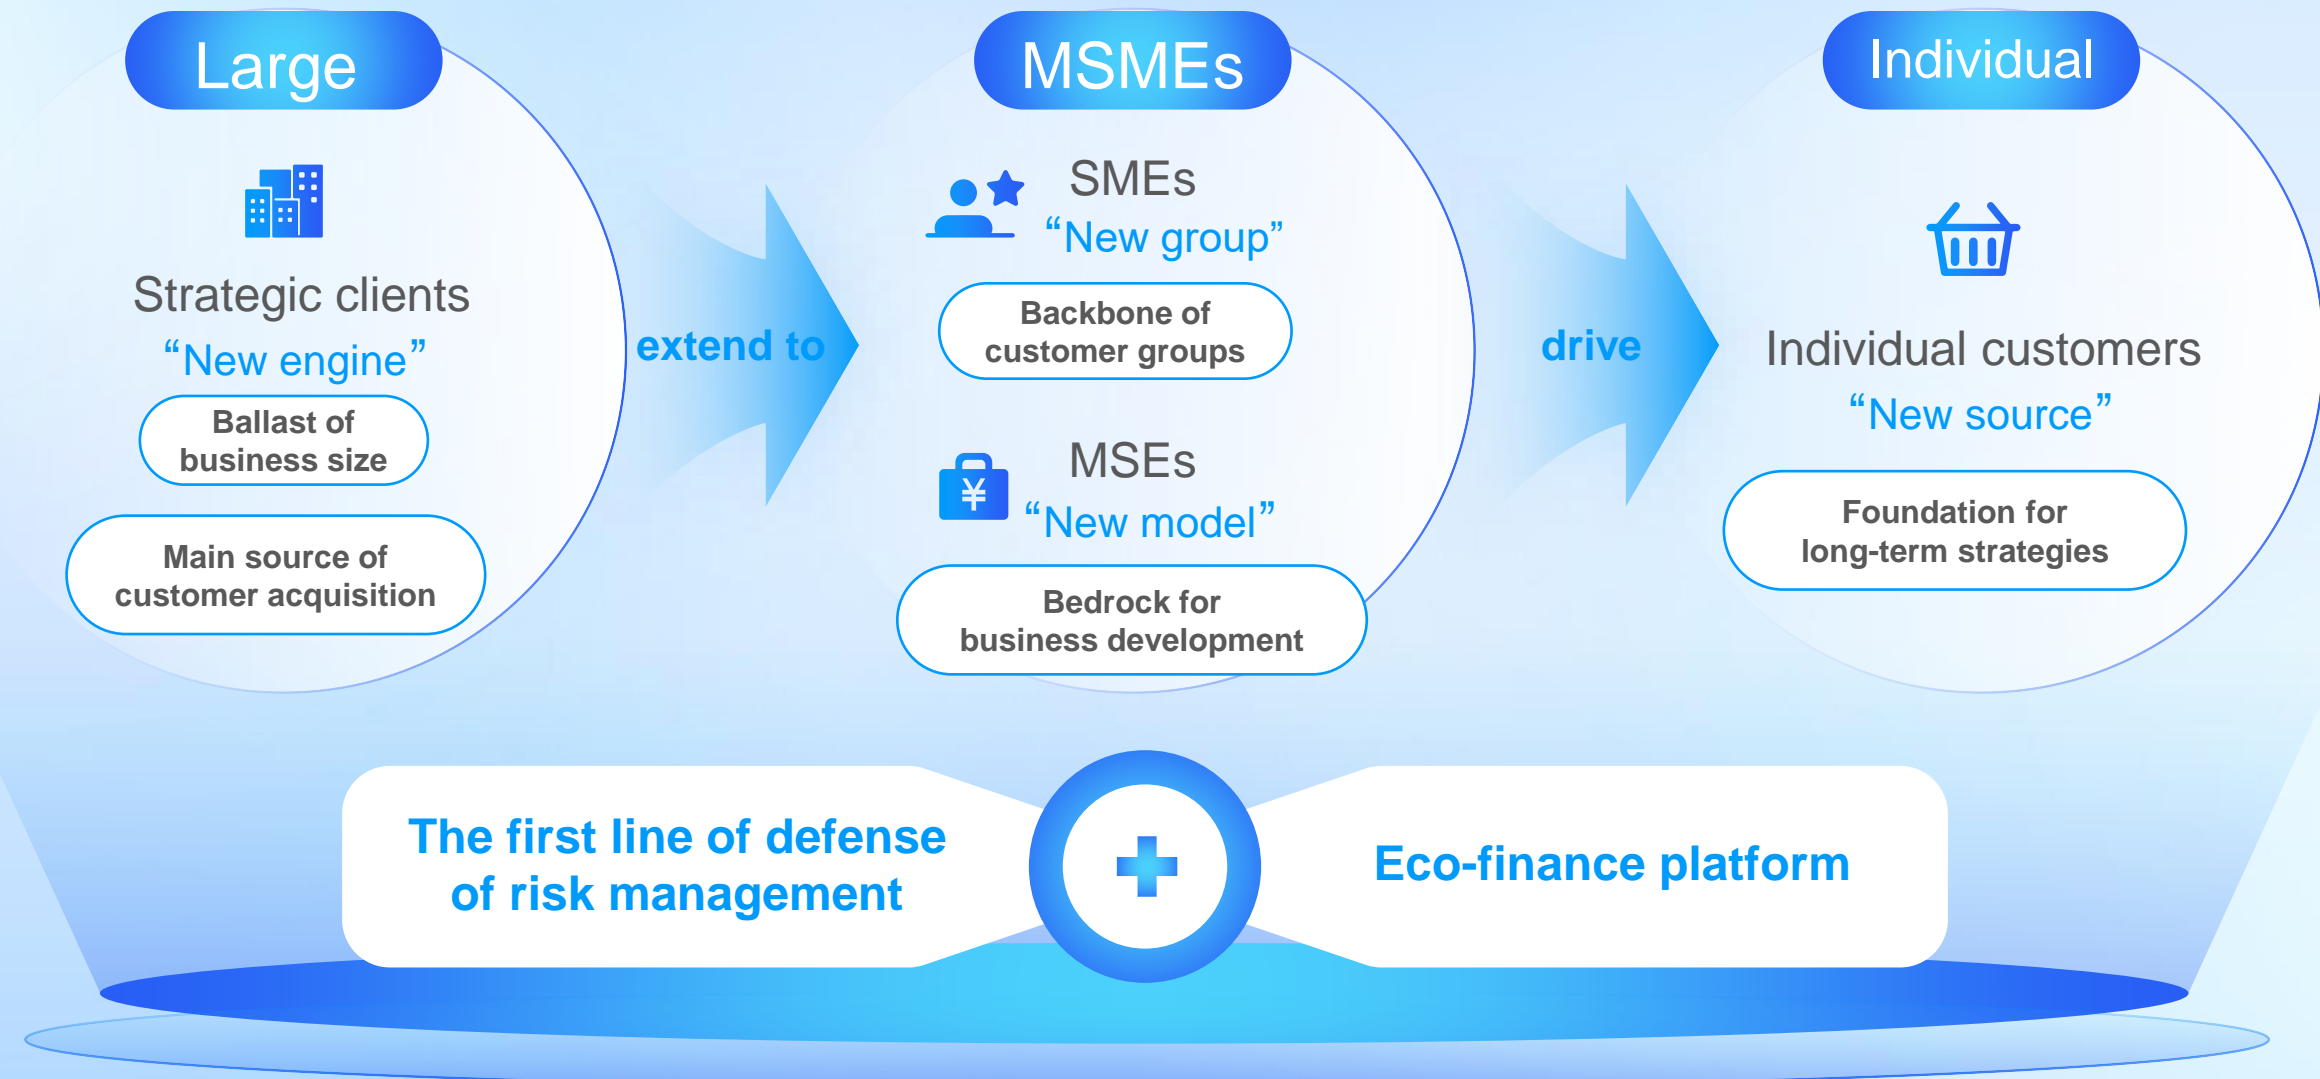 Large
Strategic clients
“New engine”
Ballast of
business size
Main source of
customer acquisition
extend to
MSMEs
SMEs
“New group”
Backbone of
customer groups
¥
MSEs
“New model”
Bedrock for
business development
drive
Individual
Individual customers
“New source”
Foundation for
long-term strategies
The first line of defense
of risk management
+
Eco-finance platform